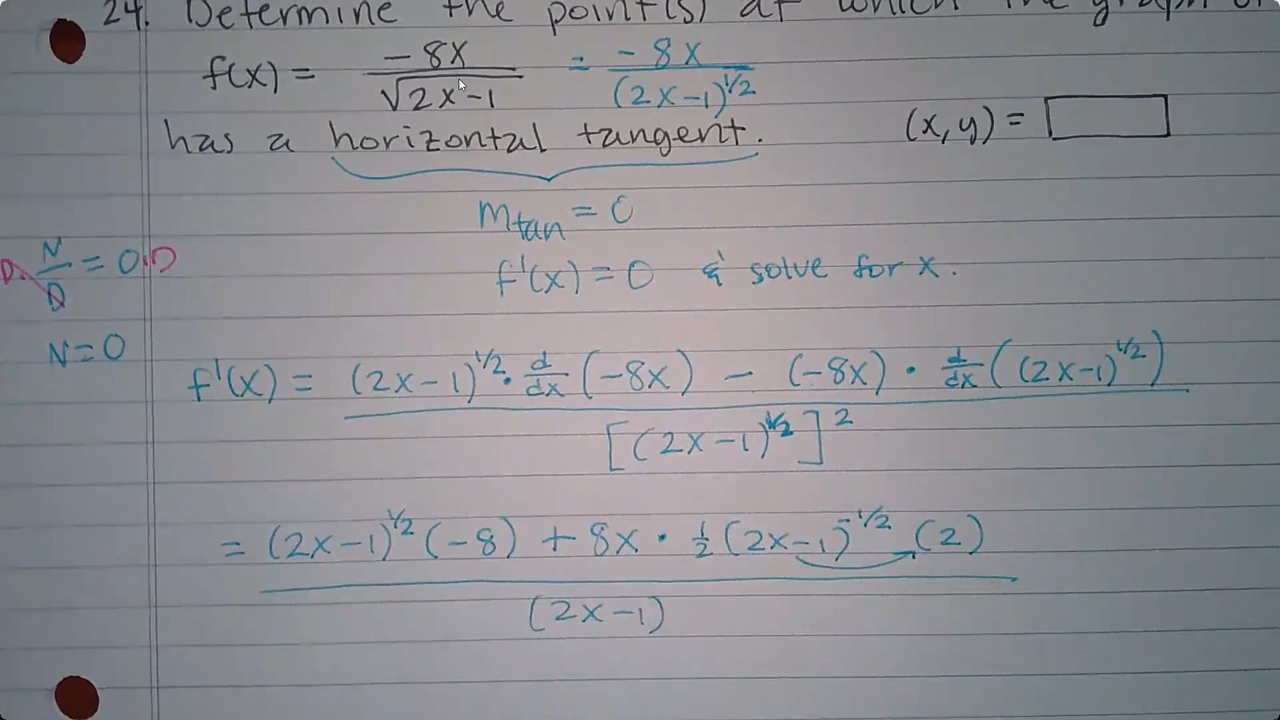 24. Determine the point(s) at which the graph of
f(x) = -8x / √2x-1 = -8x / (2x-1)^1/2
has a horizontal tangent. (x,y) =
m tan = 0
D. N/D = 0.D
f'(x) = 0 & solve for x.
N=0
f'(x) = (2x-1)^1/2 · d/dx (-8x) - (-8x) · d/dx ((2x-1)^1/2) / [(2x-1)^1/2]^2
= (2x-1)^1/2 (-8) + 8x · 1/2 (2x-1)^-1/2 (2) / (2x-1)